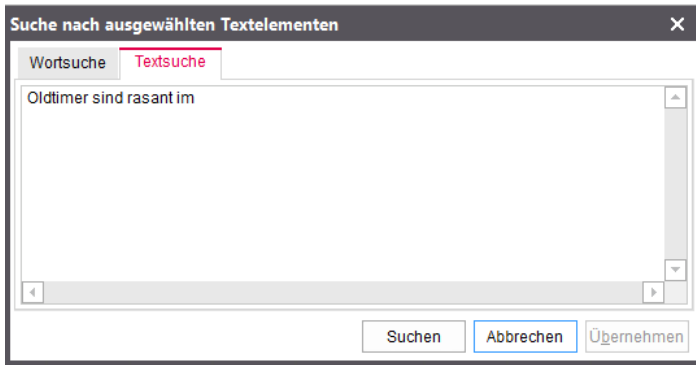 Suche nach ausgewählten Textelementen
Wortsuche Textsuche
Oldtimer sind rasant im
Suchen Abbrechen Übernehmen